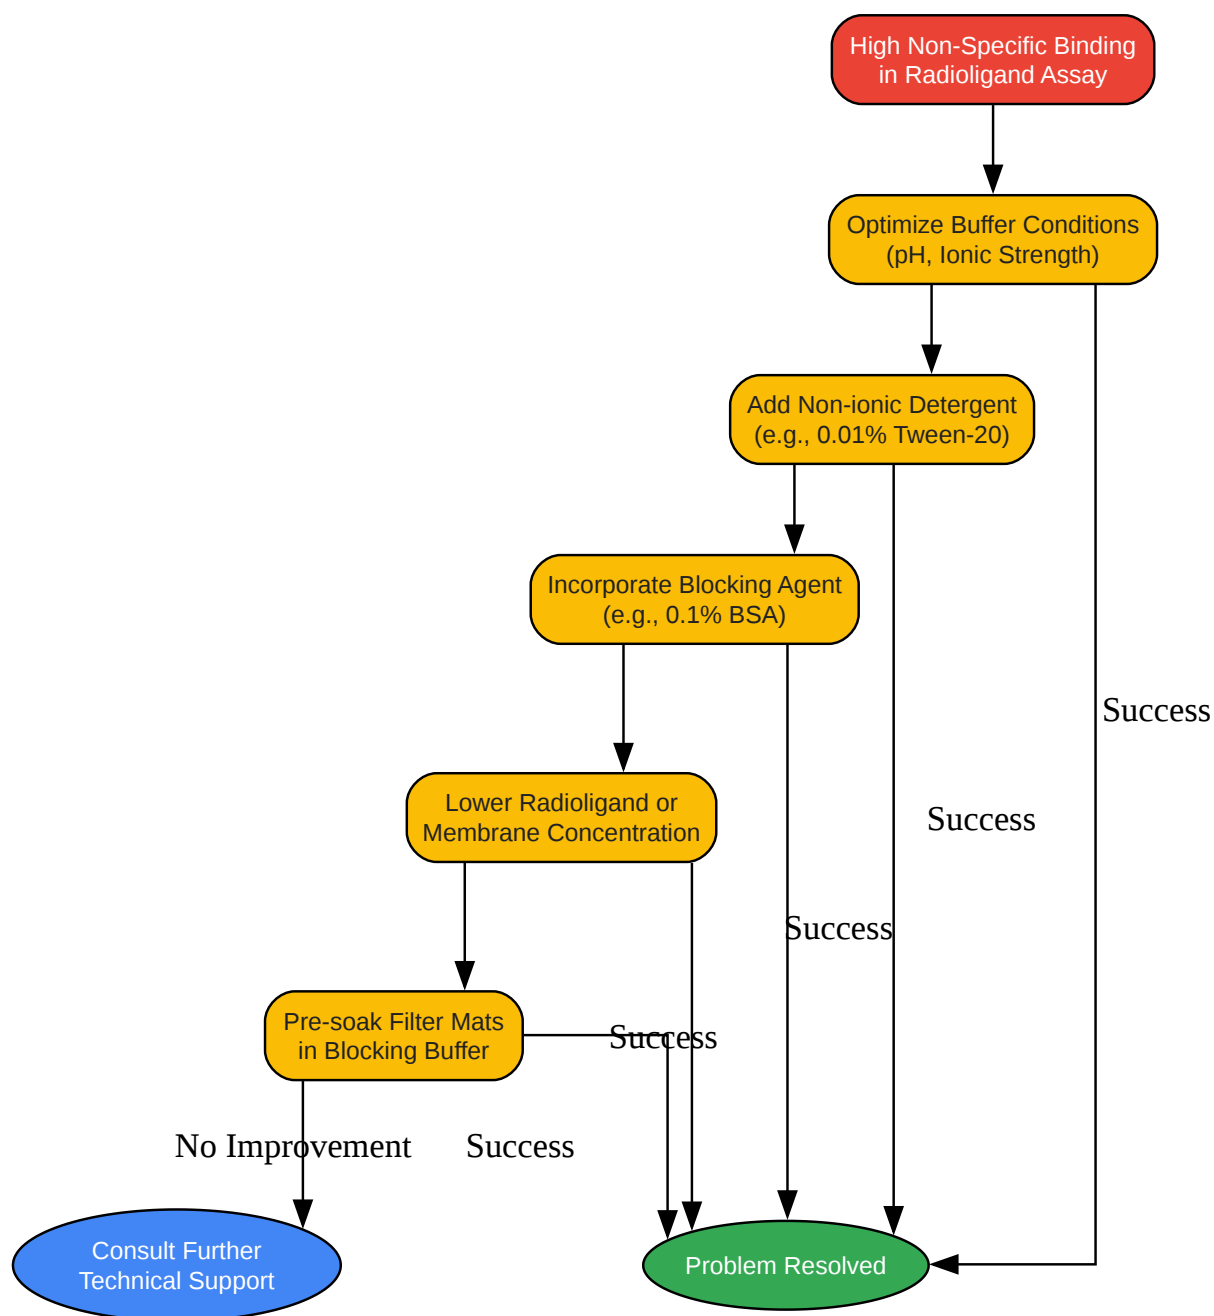 High Non-Specific Binding
in Radioligand Assay
Optimize Buffer Conditions
(pH, Ionic Strength)
Add Non-ionic Detergent
(e.g., 0.01% Tween-20)
Incorporate Blocking Agent
(e.g., 0.1% BSA)
Success
Lower Radioligand or
Membrane Concentration
Success
Success
Pre-soak Filter Mats
in Blocking Buffer
Success
No Improvement
Success
Consult Further
Technical Support
Problem Resolved